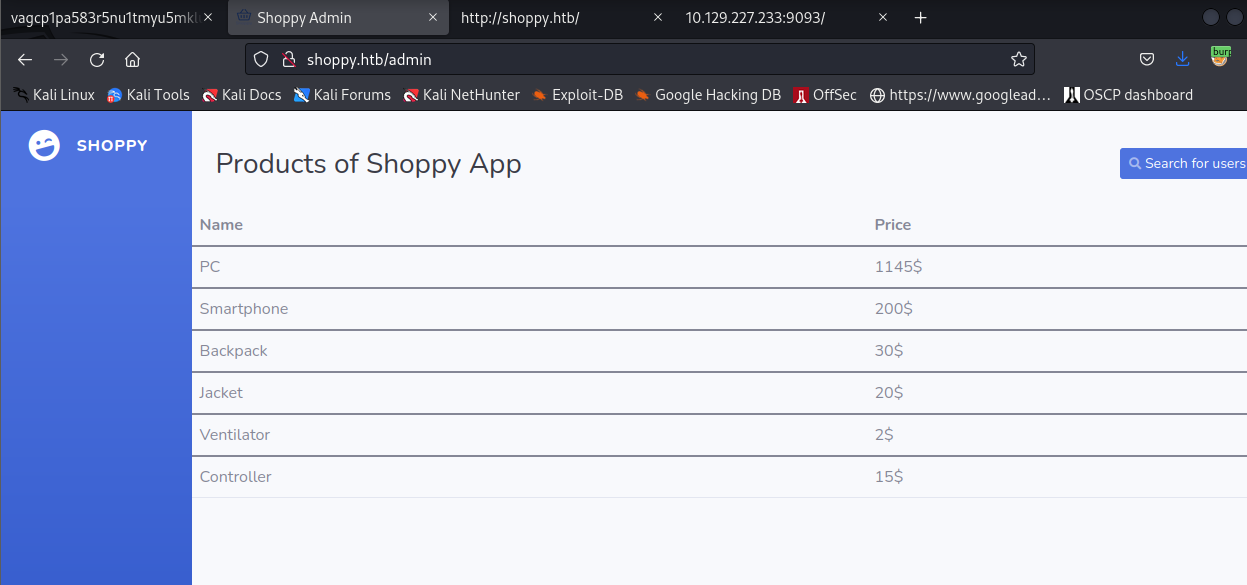 vagcp1pa583r5nu1tmyu5mkl
Shoppy Admin
http://shoppy.htb/
10.129.227.233:9093/
shoppy.htb/admin
burp
Kali Linux Kali Tools Kali Docs Kali Forums Kali NetHunter Exploit-DB Google Hacking DB OffSec https://www.googlead… OSCP dashboard
SHOPPY
Products of Shoppy App
Search for users
Name Price
PC 1145$
Smartphone 200$
Backpack 30$
Jacket 20$
Ventilator 2$
Controller 15$